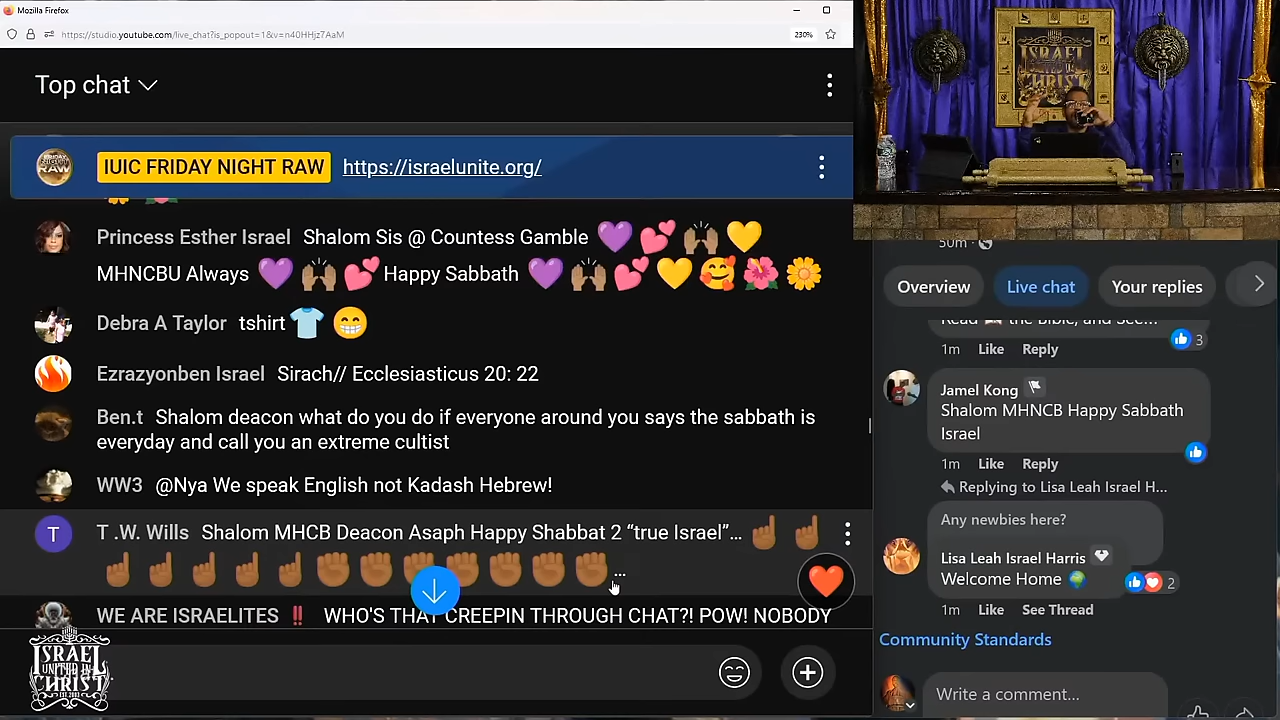 Mozilla Firefox
https://studio.youtube.com/live_chat?is_popout=1&v=n40HHjz7AaM
230%
Top chat
IUIC FRIDAY NIGHT RAW https://israelunite.org/
Princess Esther Israel Shalom Sis @ Countess Gamble 💜 💕 🙌🏽 💛
MHNCBU Always 💜 🙌🏽 💕 Happy Sabbath 💜 🙌🏽 💕 💛 🥰 🌺 🌼
Debra A Taylor tshirt 👕 😁
Ezrazyonben Israel Sirach// Ecclesiasticus 20: 22
Ben.t Shalom deacon what do you do if everyone around you says the sabbath is
everyday and call you an extreme cultist
WW3 @Nya We speak English not Kadash Hebrew!
T
T .W. Wills Shalom MHCB Deacon Asaph Happy Shabbat 2 “true Israel”... ☝🏾 ☝🏾
☝🏾 ☝🏾 ☝🏾 ☝🏾 ☝🏾 ✊🏾 ✊🏾 ✊🏾 ✊🏾 ✊🏾 ✊🏾 ✊🏾 ...
WE ARE ISRAELITES ‼️ WHO'S THAT CREEPIN THROUGH CHAT?! POW! NOBODY
ISRAEL
UNITED IN
CHRIST
ISRAEL
UNITED IN
CHRIST
50m
Overview
Live chat
Your replies
3
1m Like Reply
Jamel Kong
Shalom MHNCB Happy Sabbath
Israel
1m Like Reply
Replying to Lisa Leah Israel H...
Any newbies here?
Lisa Leah Israel Harris
Welcome Home 🌍
2
1m Like See Thread
Community Standards
Write a comment...